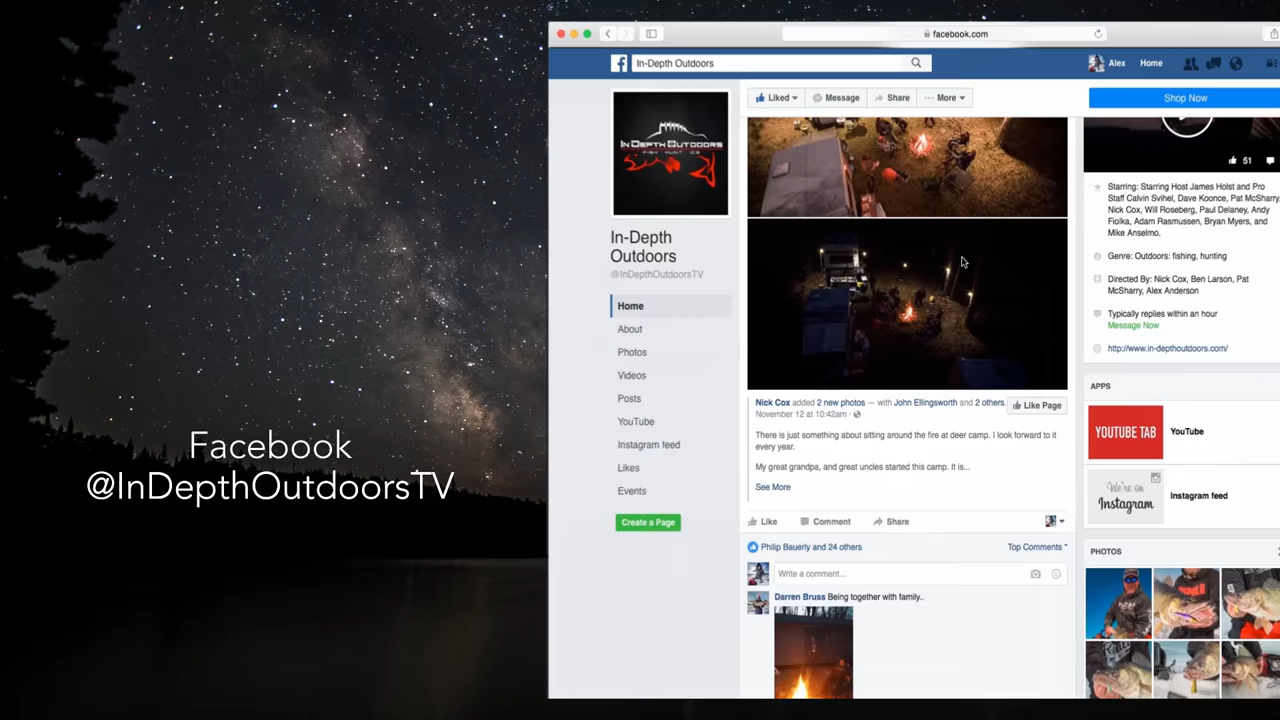 Facebook
@InDepthOutdoorsTV
facebook.com
In-Depth Outdoors
Alex
Home
Liked
Message
Share
More
Shop Now
IN DEPTH OUTDOORS
FISH HUNT ICE
In-Depth
Outdoors
@InDepthOutdoorsTV
Home
About
Photos
Videos
Posts
YouTube
Instagram feed
Likes
Events
Create a Page
Nick Cox added 2 new photos — with John Ellingsworth and 2 others.
November 12 at 10:42am ·
Like Page
There is just something about sitting around the fire at deer camp. I look forward to it
every year.
My great grandpa, and great uncles started this camp. It is...
See More
Like
Comment
Share
Philip Bauerly and 24 others
Top Comments
Write a comment...
Darren Bruss Being together with family..
51
Starring: Starring Host James Holst and Pro
Staff Calvin Svihel, Dave Koonce, Pat McSharry,
Nick Cox, Will Roseberg, Paul Delaney, Andy
Fiolka, Adam Rasmussen, Bryan Myers, and
Mike Anselmo.
Genre: Outdoors: fishing, hunting
Directed By: Nick Cox, Ben Larson, Pat
McSharry, Alex Anderson
Typically replies within an hour
Message Now
http://www.in-depthoutdoors.com/
APPS
YOUTUBE TAB
YouTube
We're on
Instagram
Instagram feed
PHOTOS